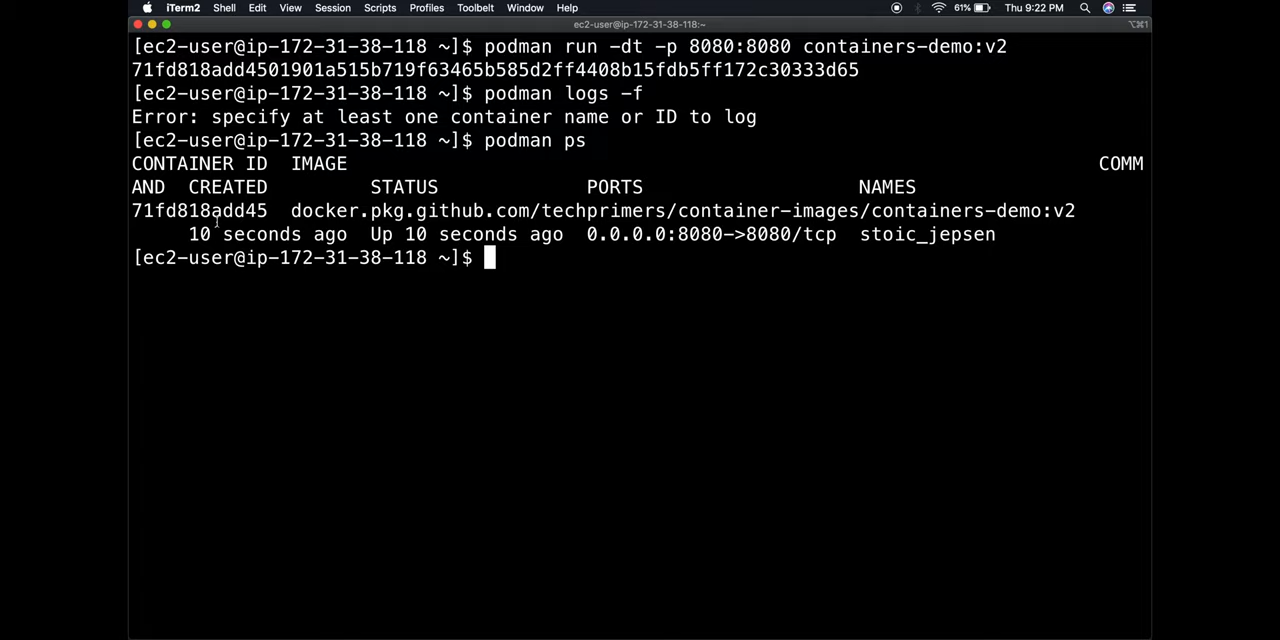 iTerm2 Shell Edit View Session Scripts Profiles Toolbelt Window Help 61% Thu 9:22 PM
ec2-user@ip-172-31-38-118:~ ⌥⌘1
[ec2-user@ip-172-31-38-118 ~]$ podman run -dt -p 8080:8080 containers-demo:v2
71fd818add4501901a515b719f63465b585d2ff4408b15fdb5ff172c30333d65
[ec2-user@ip-172-31-38-118 ~]$ podman logs -f
Error: specify at least one container name or ID to log
[ec2-user@ip-172-31-38-118 ~]$ podman ps
CONTAINER ID  IMAGE                                                                  COMM
AND  CREATED         STATUS             PORTS                   NAMES
71fd818add45  docker.pkg.github.com/techprimers/container-images/containers-demo:v2
     10 seconds ago  Up 10 seconds ago  0.0.0.0:8080->8080/tcp  stoic_jepsen
[ec2-user@ip-172-31-38-118 ~]$